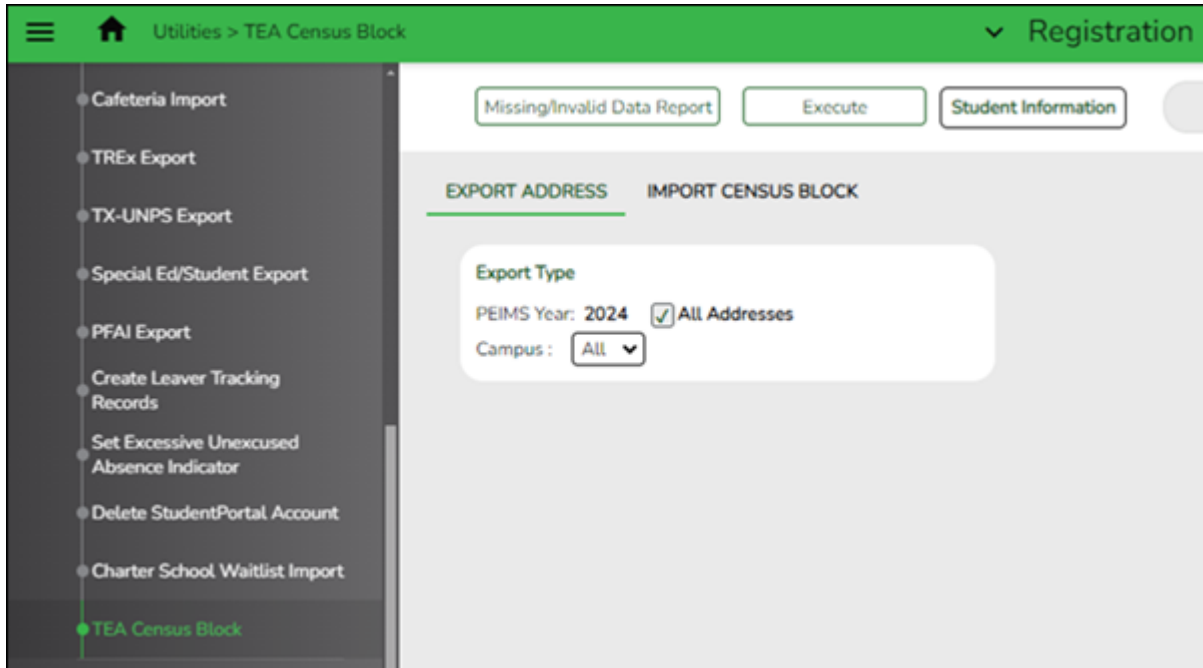 Utilities > TEA Census Block
Registration
Cafeteria Import
TREx Export
TX-UNPS Export
Special Ed/Student Export
PFAI Export
Create Leaver Tracking
Records
Set Excessive Unexcused
Absence Indicator
Delete StudentPortal Account
Charter School Waitlist Import
TEA Census Block
Missing/Invalid Data Report
Execute
Student Information
EXPORT ADDRESS
IMPORT CENSUS BLOCK
Export Type
PEIMS Year: 2024 All Addresses
Campus : All